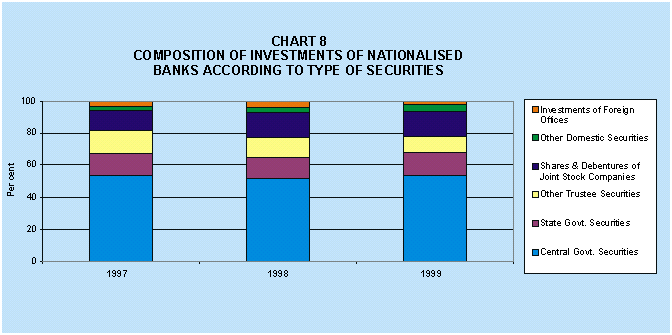 CHART 8
COMPOSITION OF INVESTMENTS OF NATIONALISED
BANKS ACCORDING TO TYPE OF SECURITIES
Per cent
100
80
60
40
20
0
1997
1998
1999
Investments of Foreign
Offices
Other Domestic Securities
Shares & Debentures of
Joint Stock Companies
Other Trustee Securities
State Govt. Securities
Central Govt. Securities